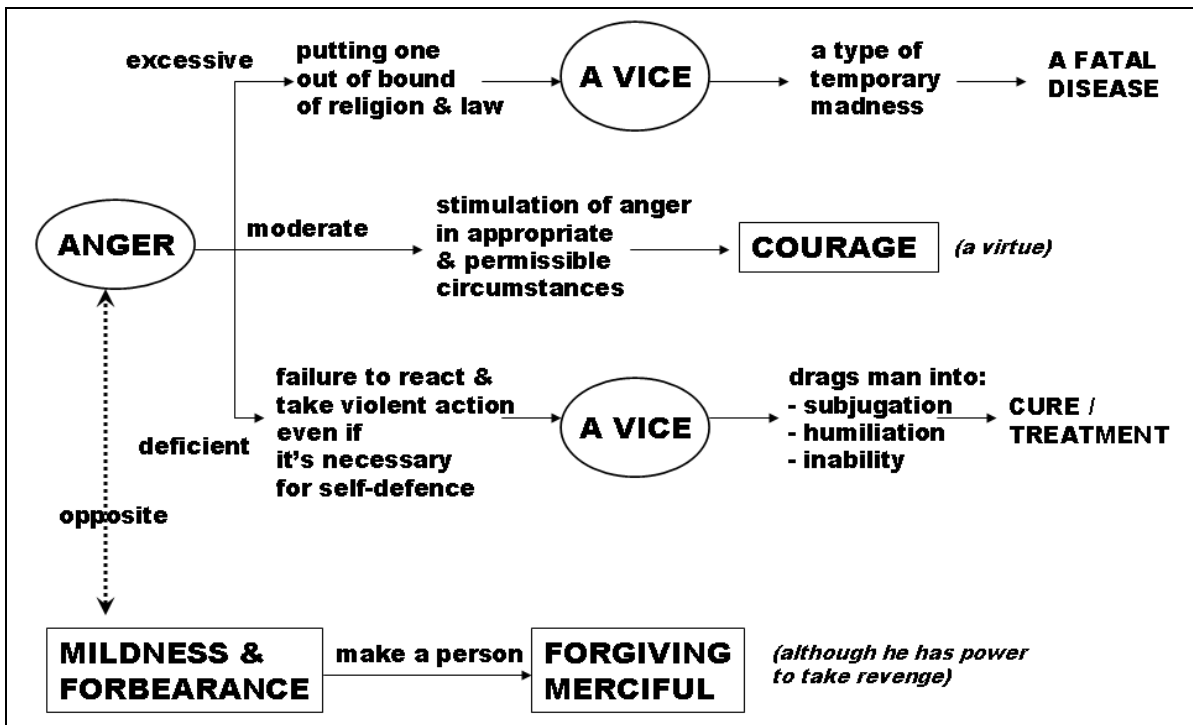 excessive
putting one
out of bound
of religion & law
A VICE
a type of
temporary
madness
A FATAL
DISEASE
ANGER
moderate
stimulation of anger
in appropriate
& permissible
circumstances
COURAGE
(a virtue)
deficient
failure to react &
take violent action
even if
it's necessary
for self-defence
A VICE
drags man into:
- subjugation
- humiliation
- inability
CURE /
TREATMENT
opposite
MILDNESS &
FORBEARANCE
make a person
FORGIVING
MERCIFUL
(although he has power
to take revenge)